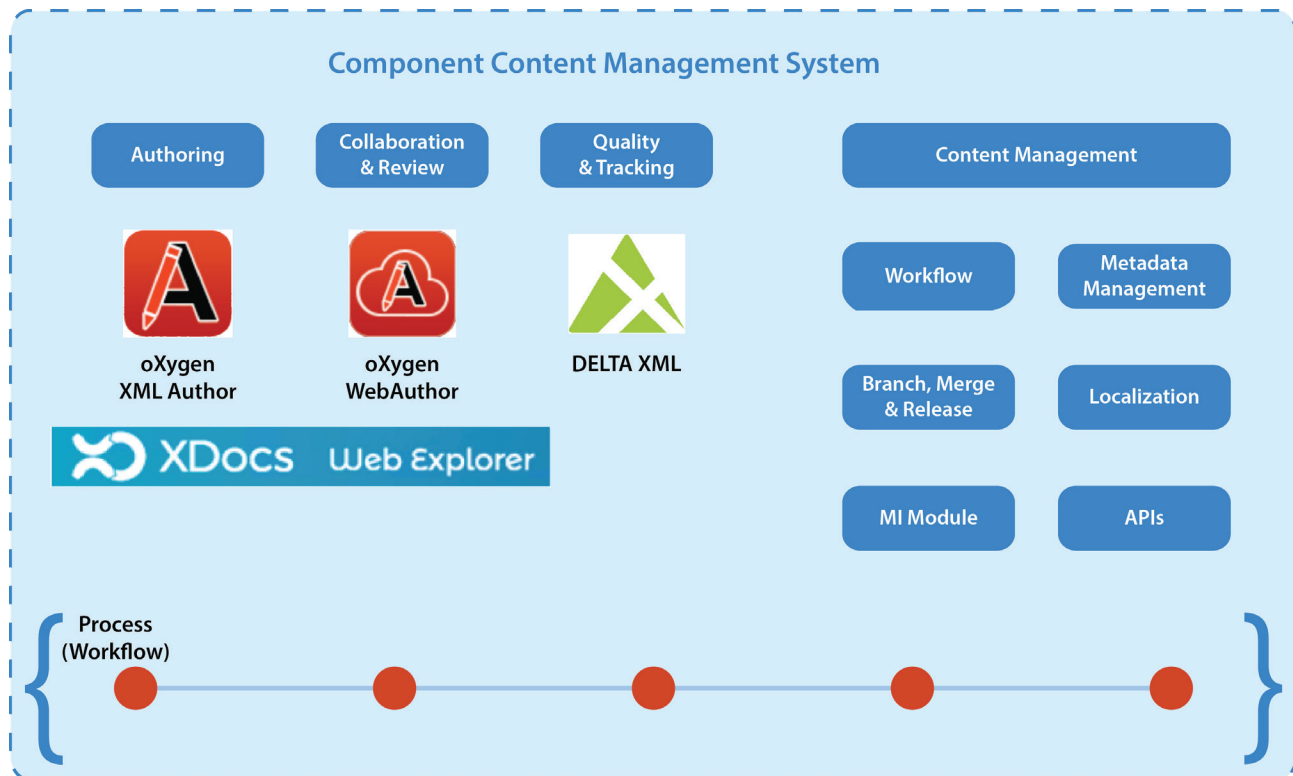 Component Content Management System
Authoring
Collaboration
& Review
Quality
& Tracking
Content Management
oXygen
XML Author
oXygen
WebAuthor
DELTA XML
XDocs Web Explorer
Workflow
Metadata
Management
Branch, Merge
& Release
Localization
MI Module
APIs
Process
(Workflow)